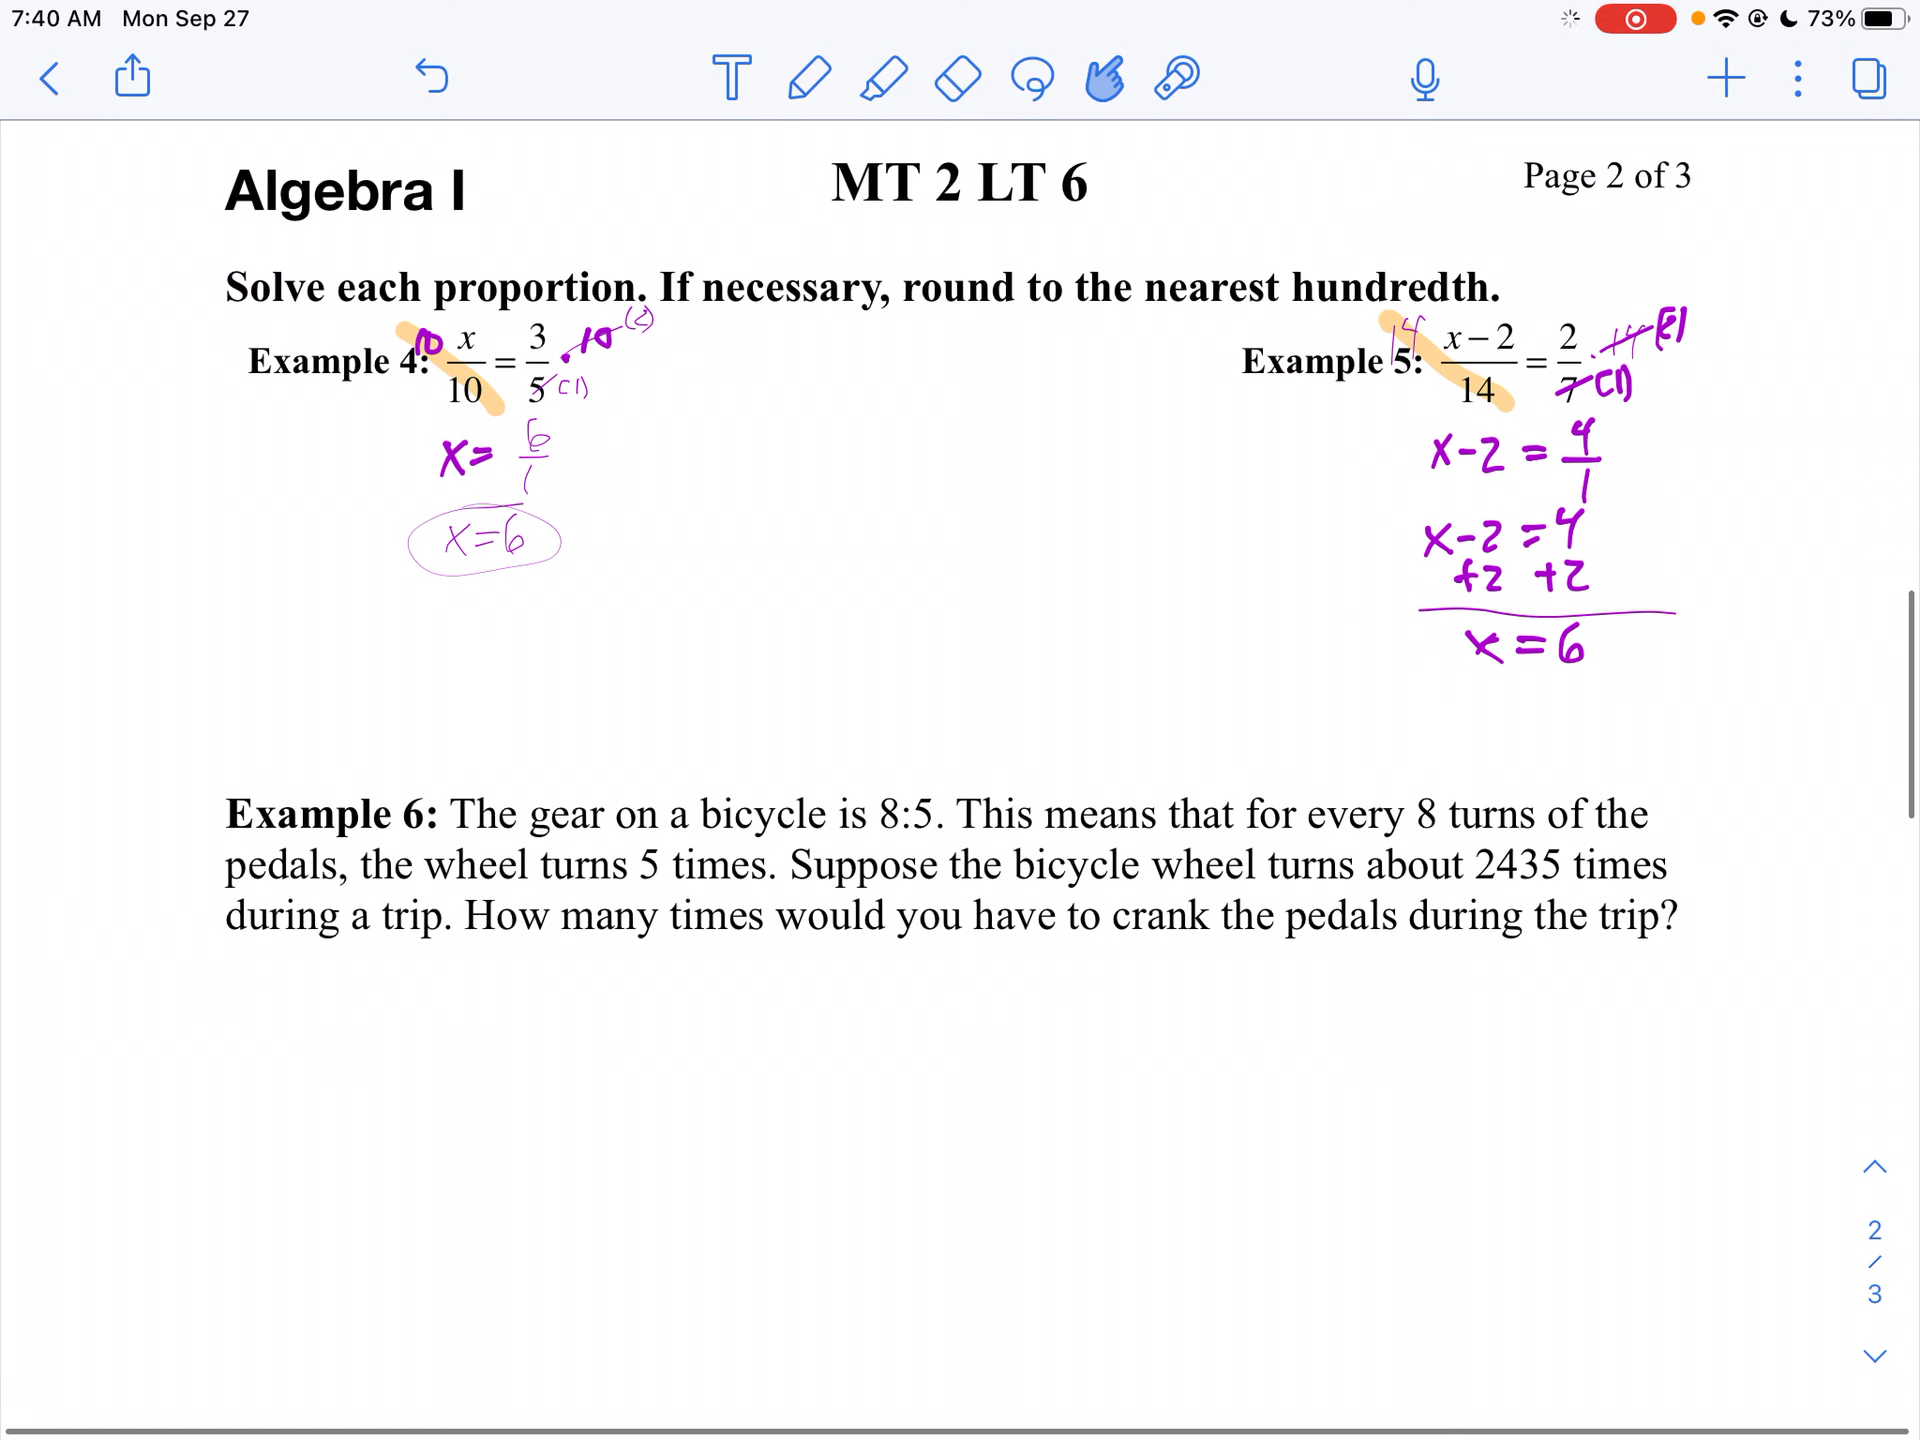 7:40 AM Mon Sep 27
73%
Algebra I
MT 2 LT 6
Page 2 of 3
Solve each proportion. If necessary, round to the nearest hundredth.
Example 4: 10 x/10 = 3/5 · 10 (2) (1)
x = 6/1
x = 6
Example 5: 14 x − 2/14 = 2/7 · 14 (2) (1)
x - 2 = 4/1
x - 2 = 4
+2 +2
x = 6
Example 6: The gear on a bicycle is 8:5. This means that for every 8 turns of the
pedals, the wheel turns 5 times. Suppose the bicycle wheel turns about 2435 times
during a trip. How many times would you have to crank the pedals during the trip?
2
/
3